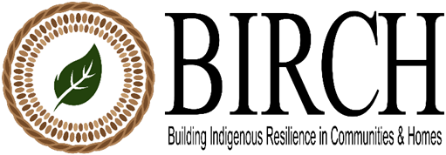 BIRCH
Building Indigenous Resilience in Communities & Homes